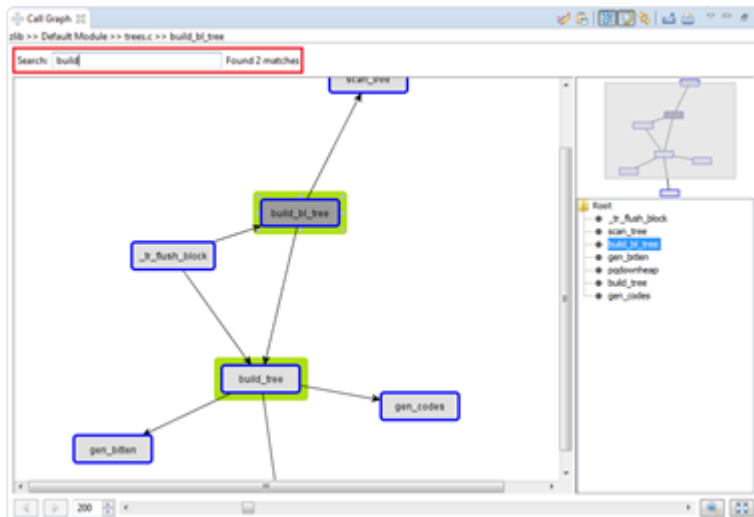 Call Graph
zlib >> Default Module >> trees.c >> build_bl_tree
Search: build Found 2 matches
scan_tree
build_bl_tree
_tr_flush_block
build_tree
gen_codes
gen_bitlen
Root
_tr_flush_block
scan_tree
build_bl_tree
gen_bitlen
pqdownheap
build_tree
gen_codes
200